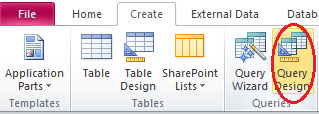 File Home Create External Data Datab
Application Parts
Table
Table Design
SharePoint Lists
Query Wizard
Query Design
Templates Tables Queries